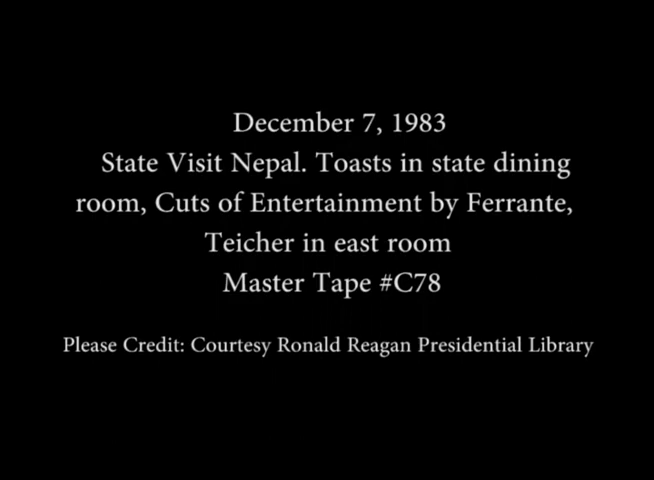 December 7, 1983
State Visit Nepal. Toasts in state dining
room, Cuts of Entertainment by Ferrante,
Teicher in east room
Master Tape #C78
Please Credit: Courtesy Ronald Reagan Presidential Library